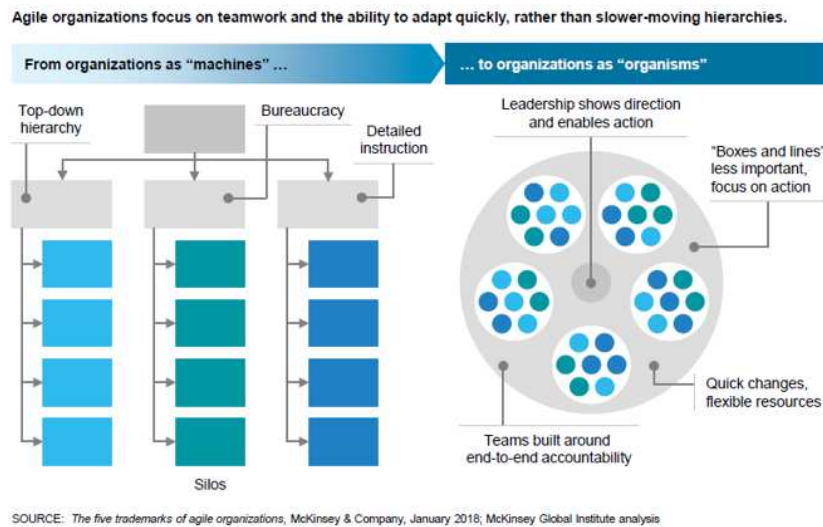 Agile organizations focus on teamwork and the ability to adapt quickly, rather than slower-moving hierarchies.
From organizations as “machines” …
… to organizations as “organisms”
Top-down
hierarchy
Bureaucracy
Detailed
instruction
Silos
Leadership shows direction
and enables action
“Boxes and lines”
less important,
focus on action
Quick changes,
flexible resources
Teams built around
end-to-end accountability
SOURCE: The five trademarks of agile organizations, McKinsey & Company, January 2018; McKinsey Global Institute analysis